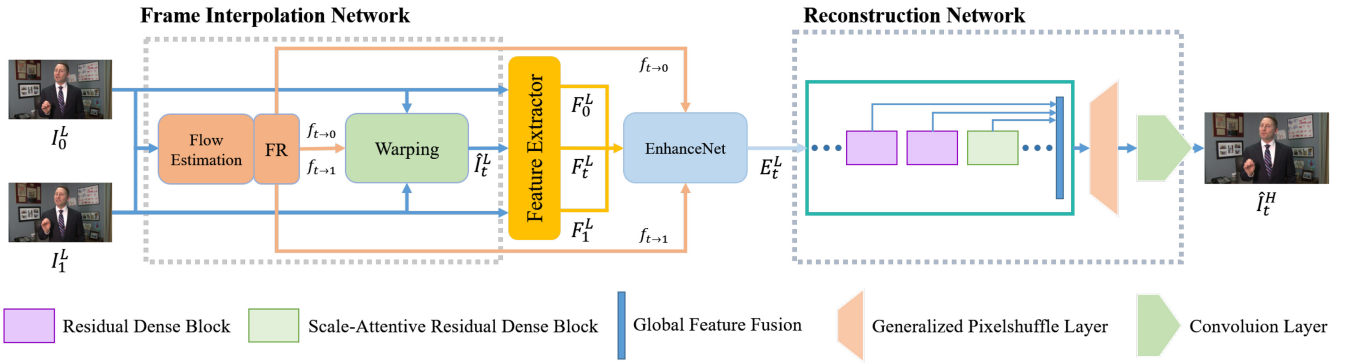 Frame Interpolation Network
Reconstruction Network
I_0^L
I_1^L
Flow
Estimation
FR
f_{t→0}
f_{t→1}
Warping
Î_t^L
Feature Extractor
F_0^L
F_t^L
F_1^L
f_{t→0}
f_{t→1}
EnhanceNet
E_t^L
Î_t^H
Residual Dense Block
Scale-Attentive Residual Dense Block
Global Feature Fusion
Generalized Pixelshuffle Layer
Convoluion Layer